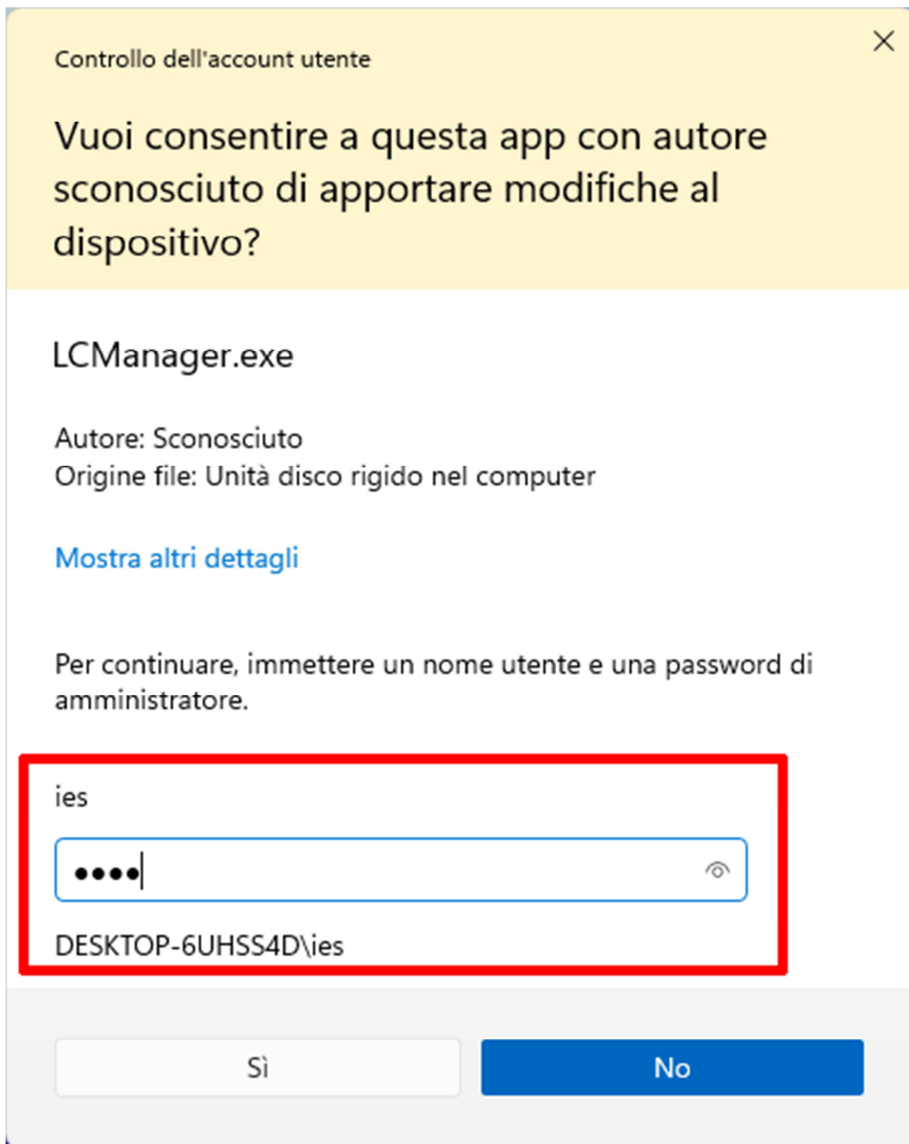 Controllo dell'account utente
Vuoi consentire a questa app con autore
sconosciuto di apportare modifiche al
dispositivo?
LCManager.exe
Autore: Sconosciuto
Origine file: Unità disco rigido nel computer
Mostra altri dettagli
Per continuare, immettere un nome utente e una password di
amministratore.
ies
••••
DESKTOP-6UHSS4D\ies
Sì
No